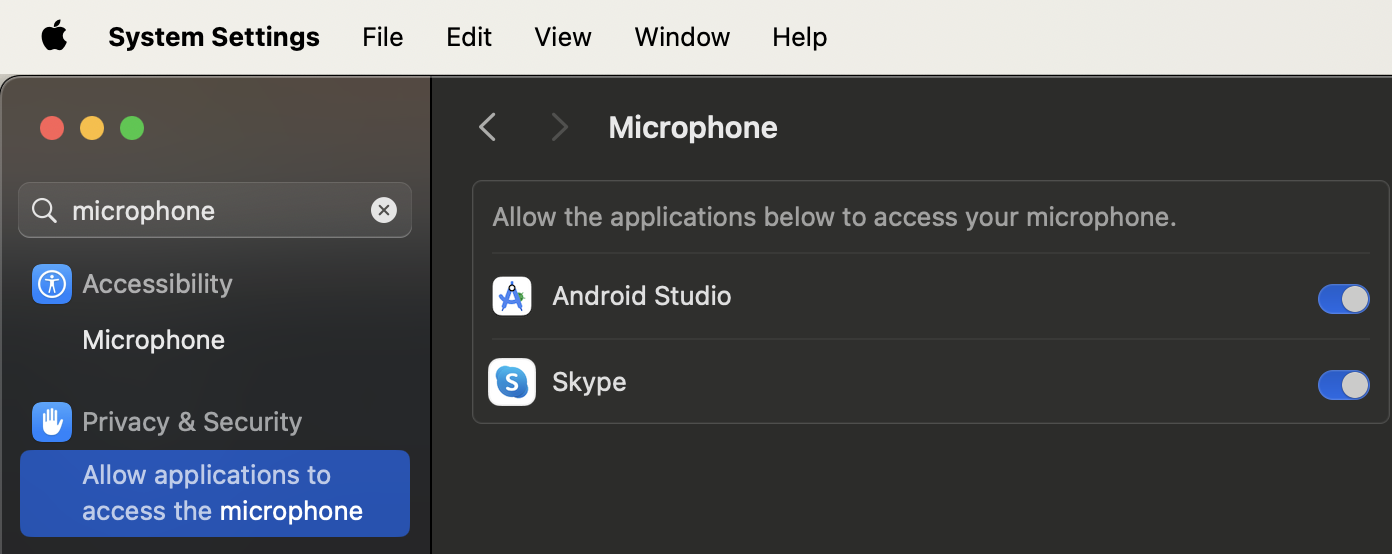 System Settings File Edit View Window Help
Microphone
microphone
Allow the applications below to access your microphone.
Accessibility
Android Studio
Microphone
Skype
Privacy & Security
Allow applications to
access the microphone